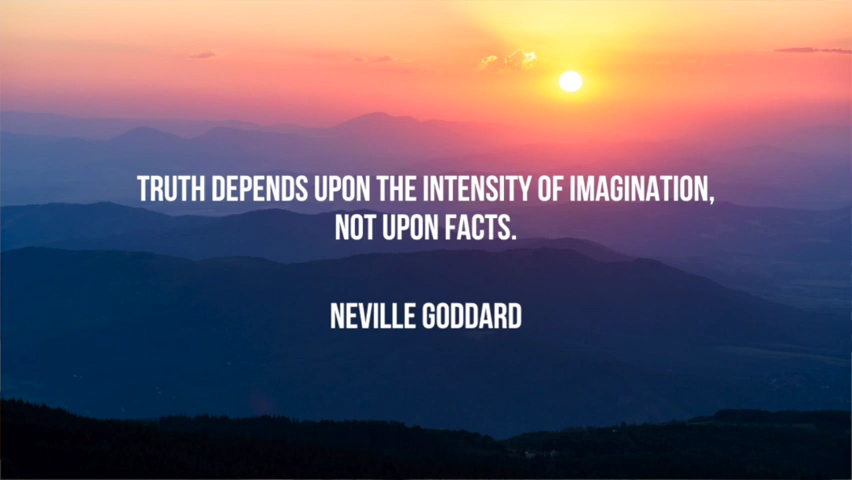 TRUTH DEPENDS UPON THE INTENSITY OF IMAGINATION,
NOT UPON FACTS.
NEVILLE GODDARD